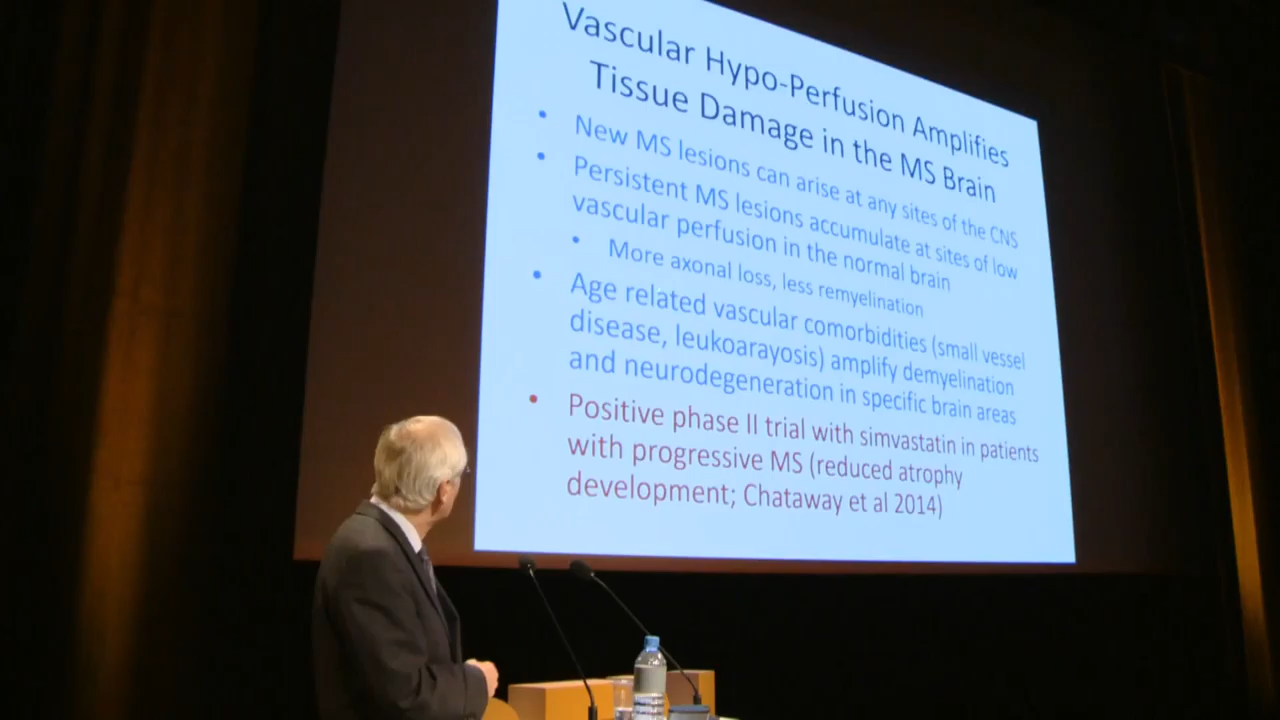 Vascular Hypo-Perfusion Amplifies
Tissue Damage in the MS Brain
• New MS lesions can arise at any sites of the CNS
• Persistent MS lesions accumulate at sites of low
vascular perfusion in the normal brain
• More axonal loss, less remyelination
• Age related vascular comorbidities (small vessel
disease, leukoarayosis) amplify demyelination
and neurodegeneration in specific brain areas
• Positive phase II trial with simvastatin in patients
with progressive MS (reduced atrophy
development; Chataway et al 2014)